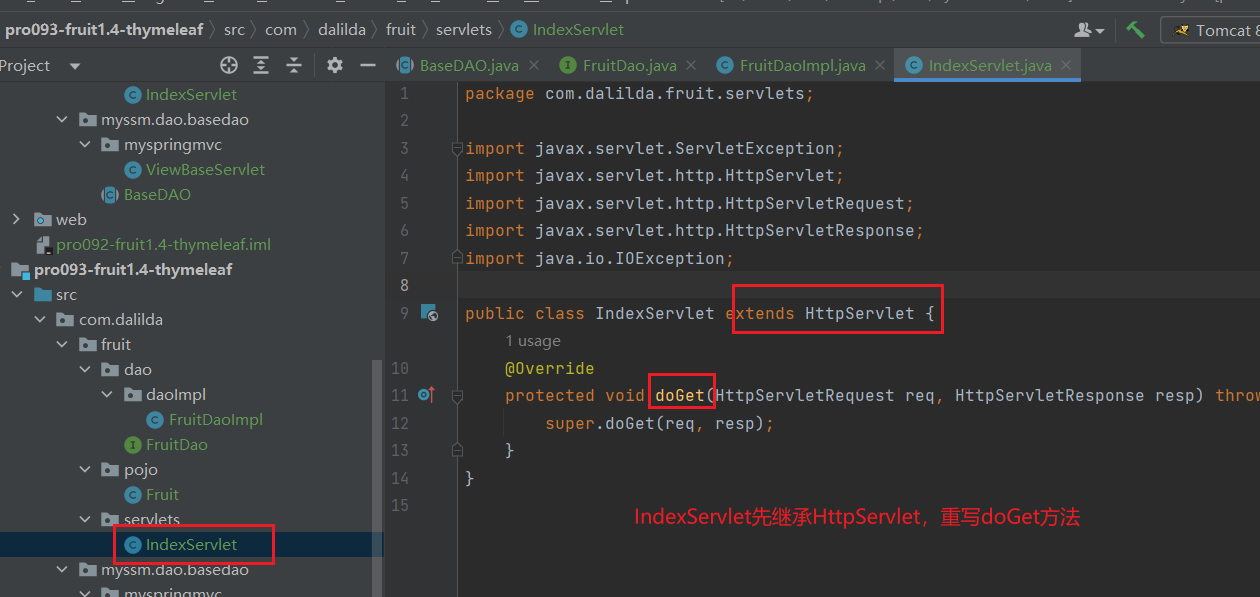 pro093-fruit1.4-thymeleaf src com dalilda fruit servlets IndexServlet
Tomcat 8
Project
BaseDAO.java FruitDao.java FruitDaoImpl.java IndexServlet.java
IndexServlet
myssm.dao.basedao
myspringmvc
ViewBaseServlet
BaseDAO
web
pro092-fruit1.4-thymeleaf.iml
pro093-fruit1.4-thymeleaf
src
com.dalilda
fruit
dao
daoImpl
FruitDaoImpl
FruitDao
pojo
Fruit
servlets
IndexServlet
myssm.dao.basedao
myspringmvc
1 package com.dalilda.fruit.servlets;
2
3 import javax.servlet.ServletException;
4 import javax.servlet.http.HttpServlet;
5 import javax.servlet.http.HttpServletRequest;
6 import javax.servlet.http.HttpServletResponse;
7 import java.io.IOException;
8
9 public class IndexServlet extends HttpServlet {
1 usage
10 @Override
11 protected void doGet(HttpServletRequest req, HttpServletResponse resp) throw
12 super.doGet(req, resp);
13 }
14 }
15
IndexServlet先继承HttpServlet，重写doGet方法